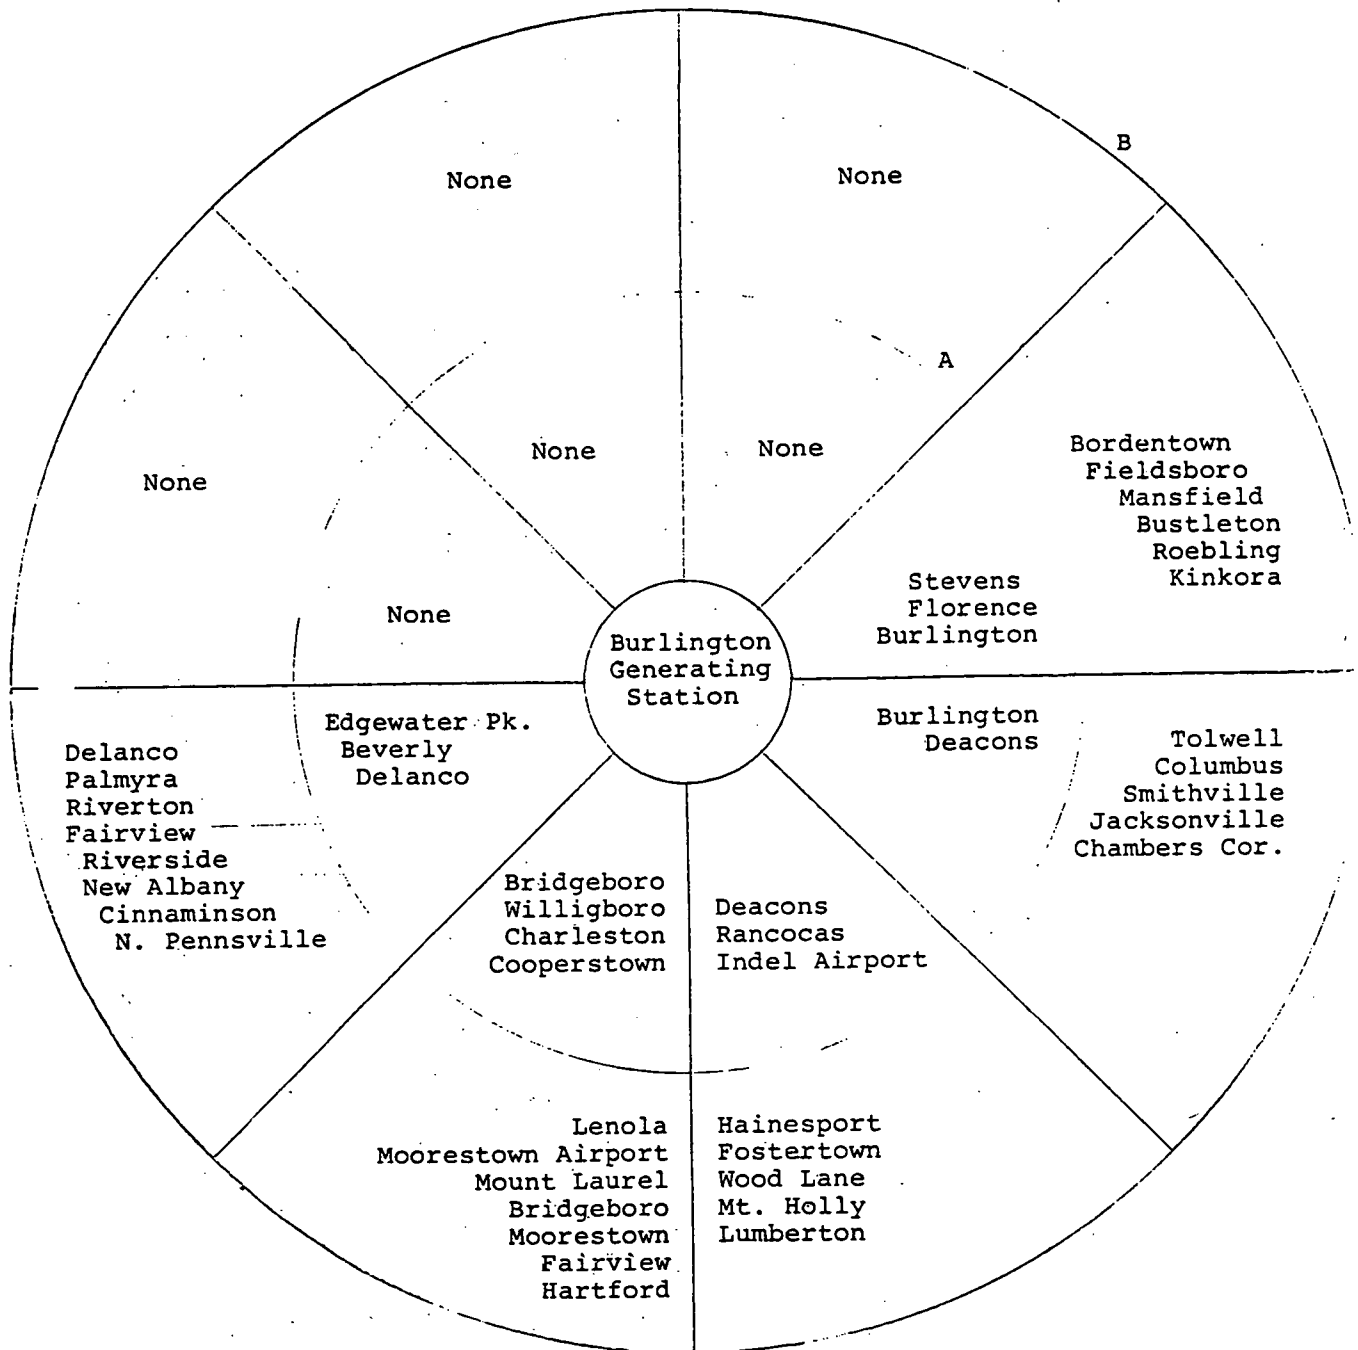 B
None
None
A
None
None
None
None
Bordentown
Fieldsboro
Mansfield
Bustleton
Roebling
Kinkora
Stevens
Florence
Burlington
Burlington
Generating
Station
Edgewater Pk.
Beverly
Delanco
Burlington
Deacons
Delanco
Palmyra
Riverton
Fairview
Riverside
New Albany
Cinnaminson
N. Pennsville
Tolwell
Columbus
Smithville
Jacksonville
Chambers Cor.
Bridgeboro
Willigboro
Charleston
Cooperstown
Deacons
Rancocas
Indel Airport
Lenola
Moorestown Airport
Mount Laurel
Bridgeboro
Moorestown
Fairview
Hartford
Hainesport
Fostertown
Wood Lane
Mt. Holly
Lumberton